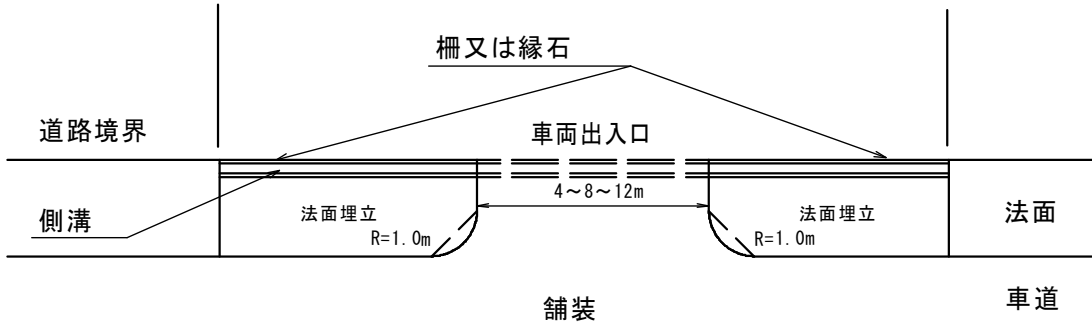 柵又は縁石
道路境界
車両出入口
4～8～12m
側溝
法面埋立
R=1.0m
法面埋立
R=1.0m
法面
舗装
車道